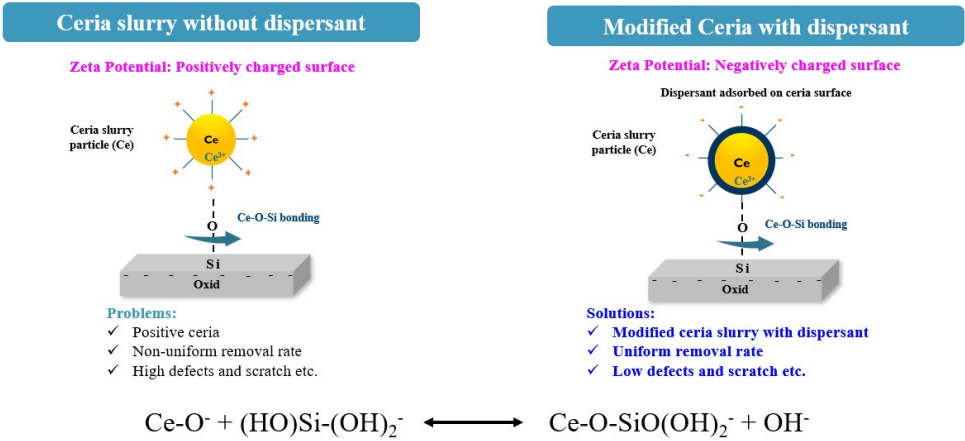 Ceria slurry without dispersant
Zeta Potential: Positively charged surface
Ceria slurry
particle (Ce)
+ + + + + + + +
Ce
Ce³⁺
O
Ce-O-Si bonding
Si
- - - - - - - - - -
Oxid
Problems:
✓ Positive ceria
✓ Non-uniform removal rate
✓ High defects and scratch etc.
Modified Ceria with dispersant
Zeta Potential: Negatively charged surface
Dispersant adsorbed on ceria surface
Ceria slurry
particle (Ce)
- - - - - - -
Ce
Ce³⁺
O
Ce-O-Si bonding
Si
- - - - - - - - - -
Oxid
Solutions:
✓ Modified ceria slurry with dispersant
✓ Uniform removal rate
✓ Low defects and scratch etc.
Ce-O⁻ + (HO)Si-(OH)₂⁻ ⟷ Ce-O-SiO(OH)₂⁻ + OH⁻